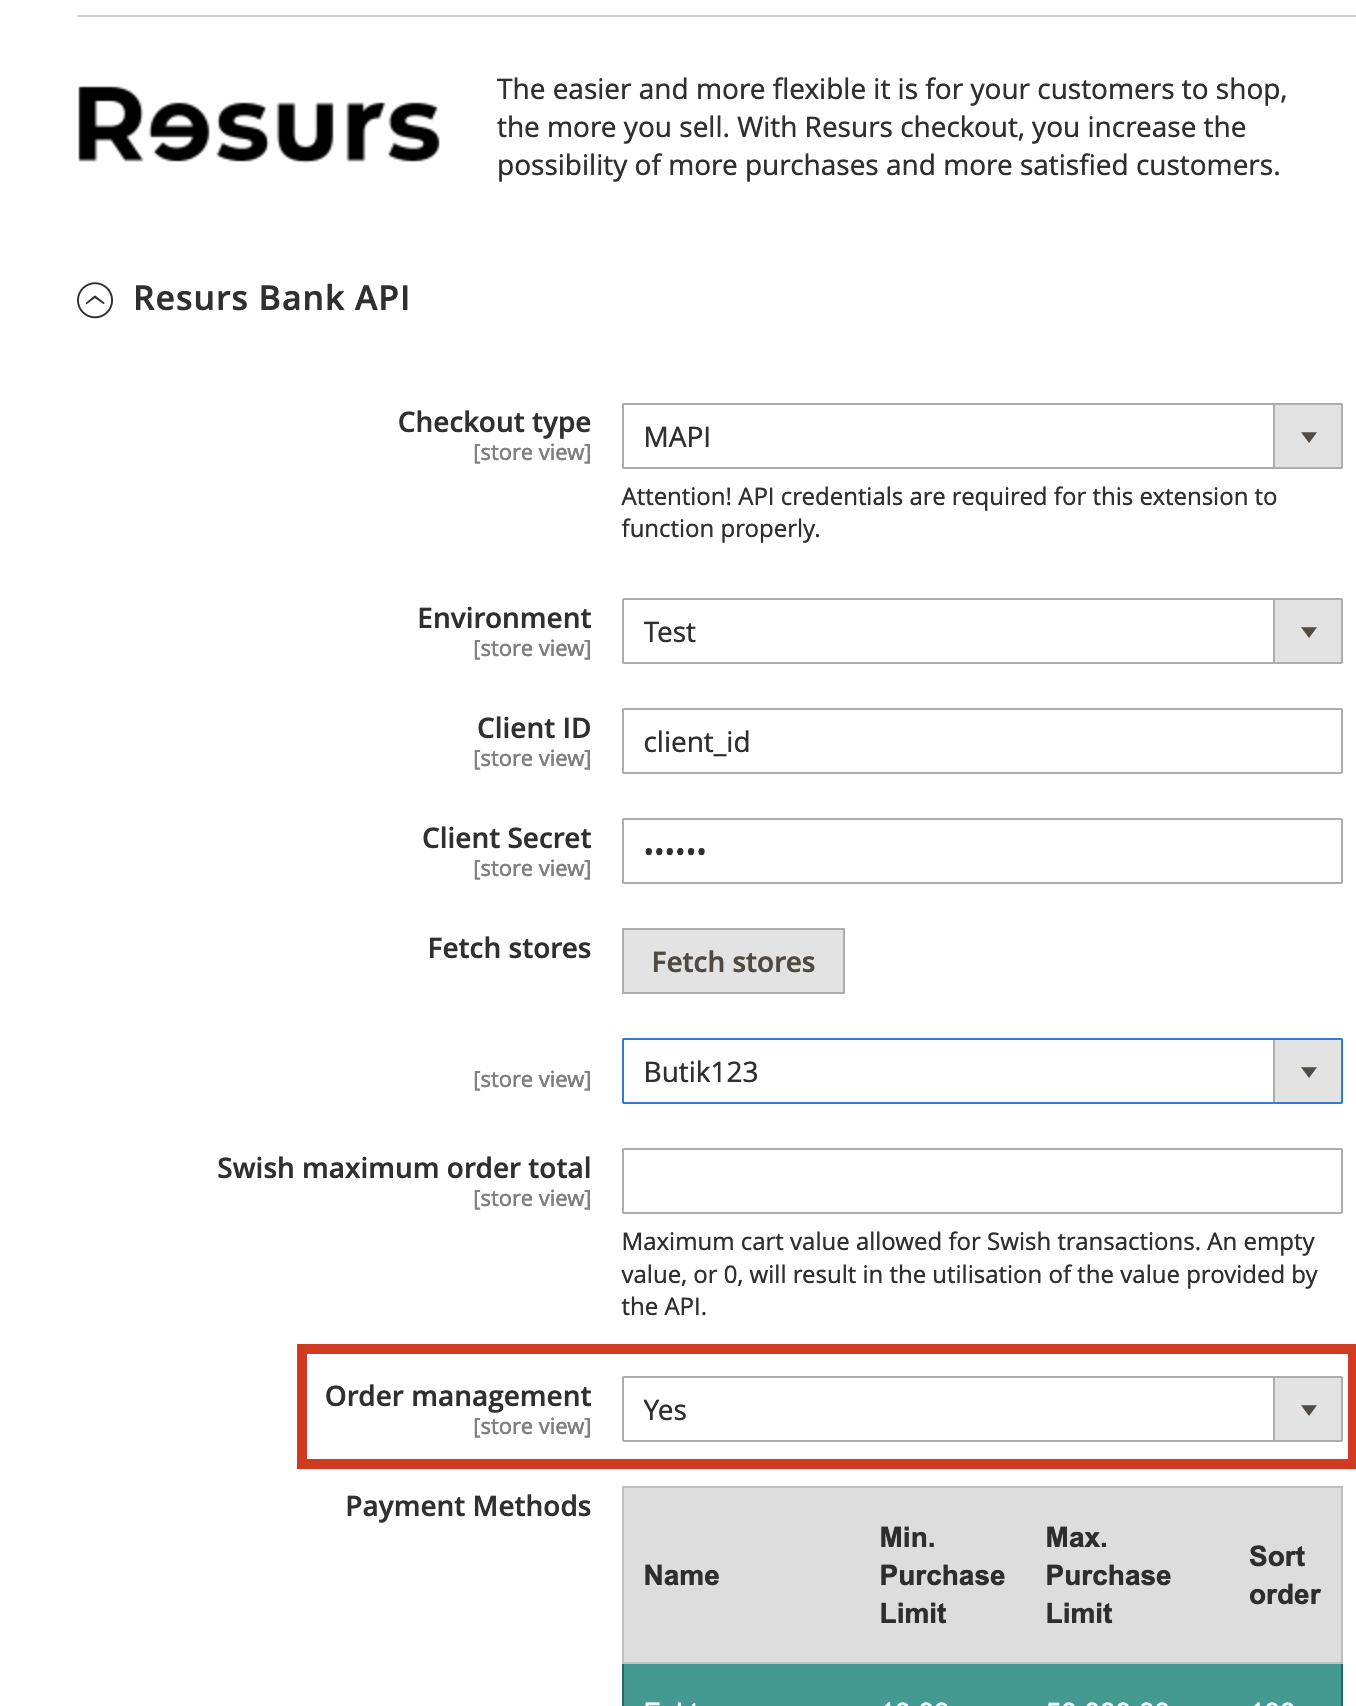 Resurs
The easier and more flexible it is for your customers to shop,
the more you sell. With Resurs checkout, you increase the
possibility of more purchases and more satisfied customers.
Resurs Bank API
Checkout type
[store view]
MAPI
Attention! API credentials are required for this extension to
function properly.
Environment
[store view]
Test
Client ID
[store view]
client_id
Client Secret
[store view]
••••••
Fetch stores
Fetch stores
[store view]
Butik123
Swish maximum order total
[store view]
Maximum cart value allowed for Swish transactions. An empty
value, or 0, will result in the utilisation of the value provided by
the API.
Order management
[store view]
Yes
Payment Methods
Name
Min.
Purchase
Limit
Max.
Purchase
Limit
Sort
order